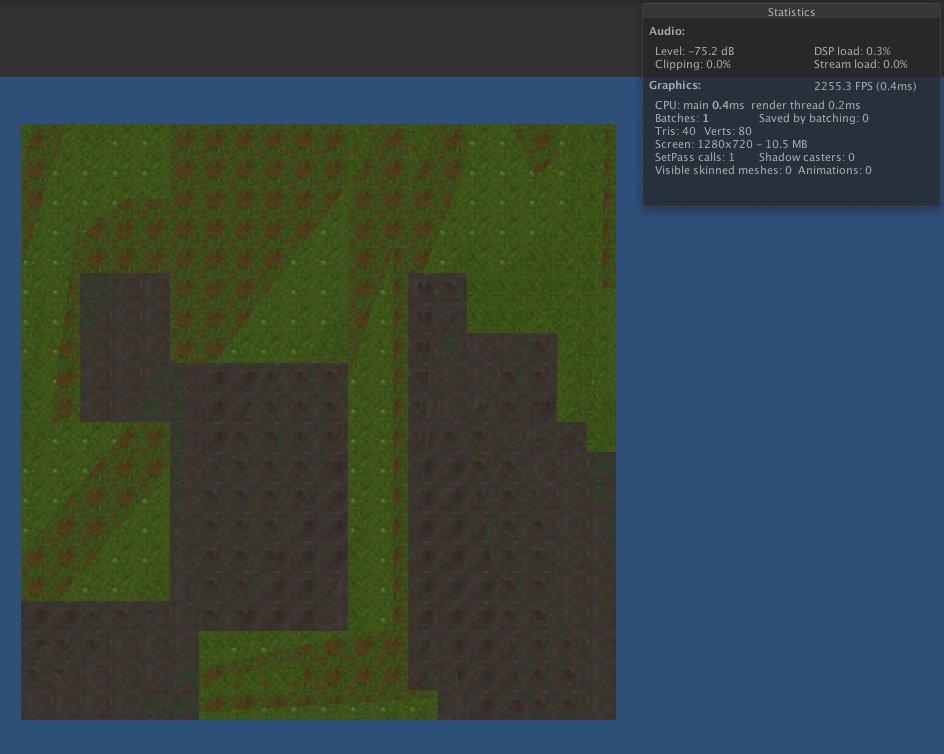 Statistics
Audio:
Level: -75.2 dB DSP load: 0.3%
Clipping: 0.0% Stream load: 0.0%
Graphics: 2255.3 FPS (0.4ms)
CPU: main 0.4ms render thread 0.2ms
Batches: 1 Saved by batching: 0
Tris: 40 Verts: 80
Screen: 1280x720 - 10.5 MB
SetPass calls: 1 Shadow casters: 0
Visible skinned meshes: 0 Animations: 0